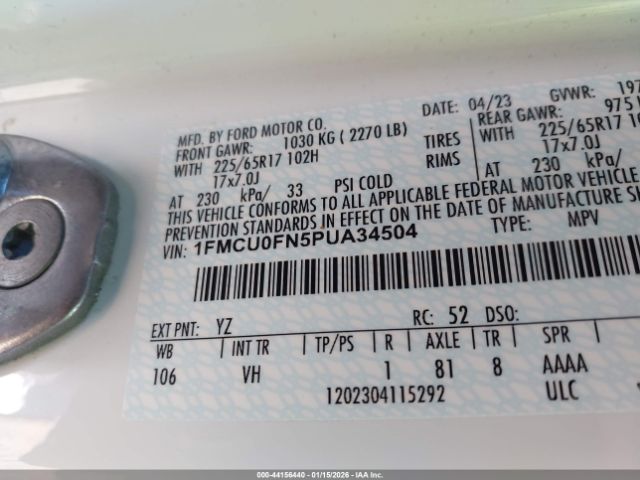 DATE: 04/23 GVWR: 197
MFD. BY FORD MOTOR CO. REAR GAWR: 975
FRONT GAWR: 1030 KG ( 2270 LB) WITH 225/65R17 102H
WITH 225/65R17 102H TIRES 17x7.0J
17x7.0J RIMS AT 230 kPa/
AT 230 kPa/ 33 PSI COLD
THIS VEHICLE CONFORMS TO ALL APPLICABLE FEDERAL MOTOR VEHICLE
PREVENTION STANDARDS IN EFFECT ON THE DATE OF MANUFACTURE
VIN: 1FMCU0FN5PUA34504 TYPE: MPV
EXT PNT: YZ RC: 52 DSO:
WB INT TR TP/PS R AXLE TR SPR
106 VH 1 81 8 AAAA
1202304115292 ULC
000-44156440 - 01/15/2026 - IAA Inc.